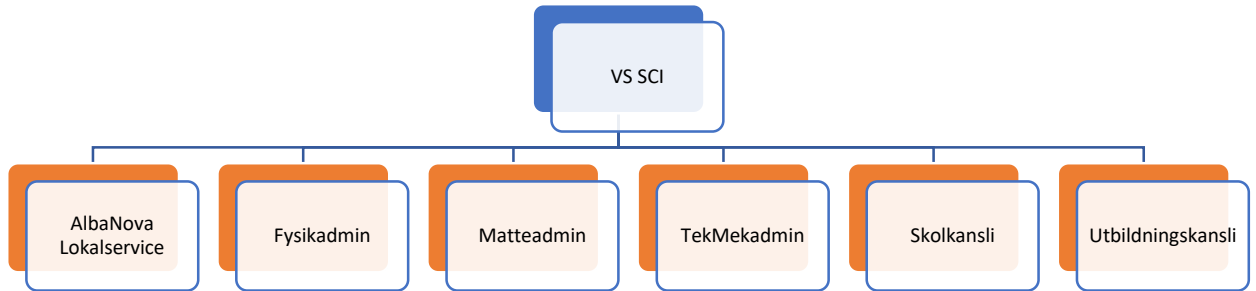 VS SCI
AlbaNova
Lokalservice
Fysikadmin
Matteadmin
TekMekadmin
Skolkansli
Utbildningskansli